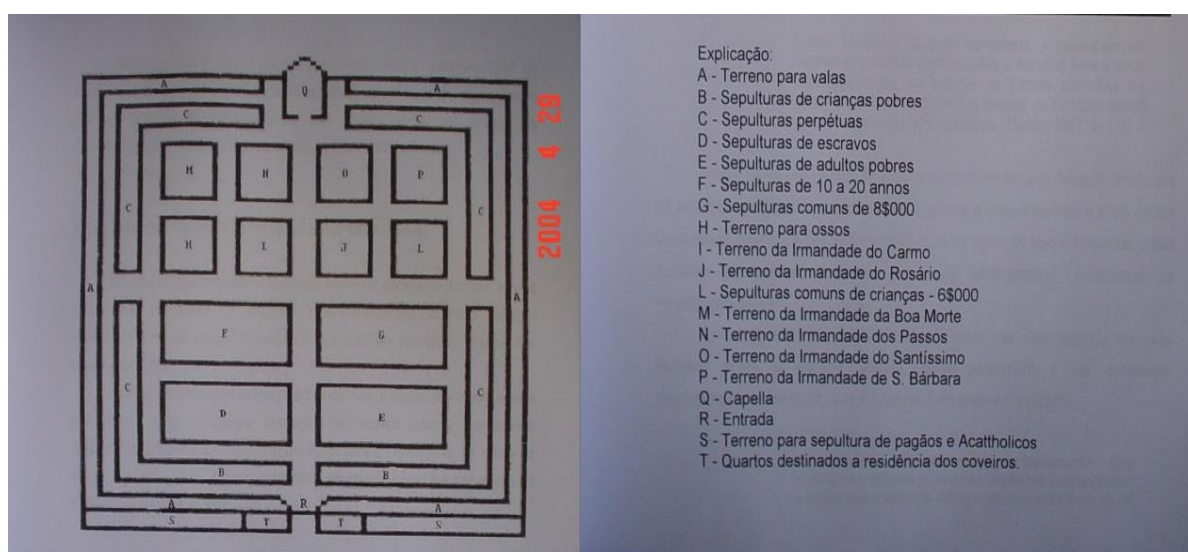 A
A
Q
C
C
M
N
O
P
C
C
H
I
J
L
A
A
F
G
C
C
D
E
B
B
A
R
A
S
T
T
S
2004 4 29
Explicação:
A - Terreno para valas
B - Sepulturas de crianças pobres
C - Sepulturas perpétuas
D - Sepulturas de escravos
E - Sepulturas de adultos pobres
F - Sepulturas de 10 a 20 annos
G - Sepulturas comuns de 8$000
H - Terreno para ossos
I - Terreno da Irmandade do Carmo
J - Terreno da Irmandade do Rosário
L - Sepulturas comuns de crianças - 6$000
M - Terreno da Irmandade da Boa Morte
N - Terreno da Irmandade dos Passos
O - Terreno da Irmandade do Santíssimo
P - Terreno da Irmandade de S. Bárbara
Q - Capella
R - Entrada
S - Terreno para sepultura de pagãos e Acattholicos
T - Quartos destinados a residência dos coveiros.